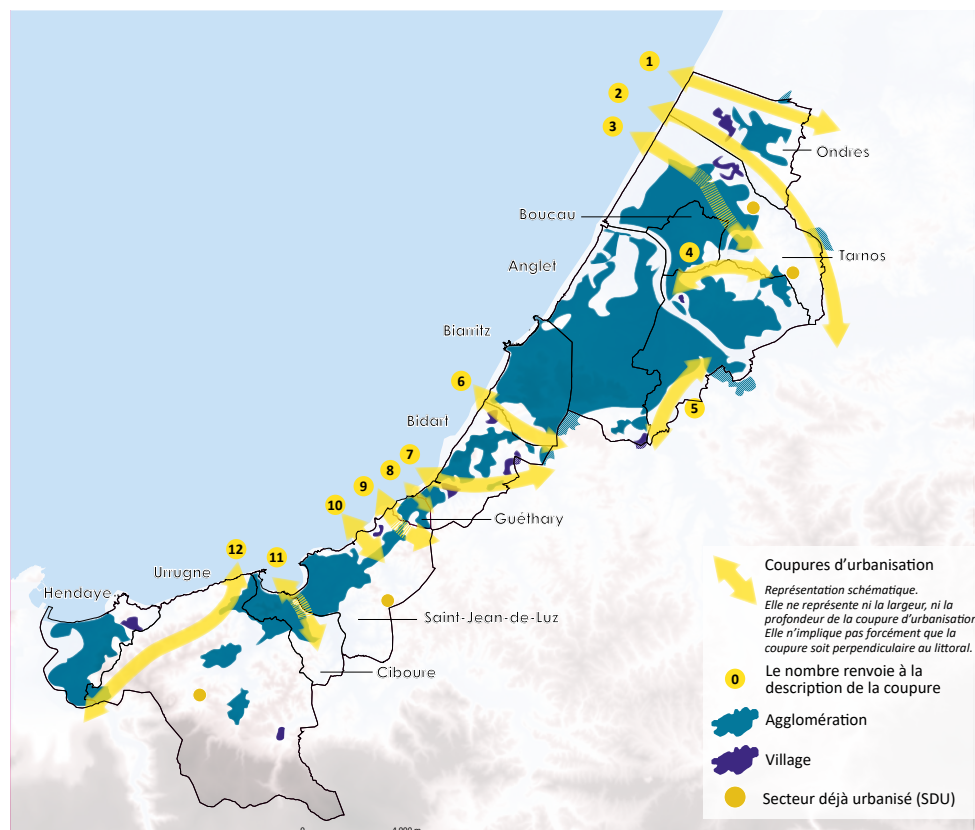 1
2
3
Ondres
Boucau
Tarnos
4
Anglet
Biarritz
6
5
Bidart
7
8
9
10
Guéthary
12
11
Urrugne
Hendaye
Saint-Jean-de-Luz
Ciboure
Coupures d'urbanisation
Représentation schématique.
Elle ne représente ni la largeur, ni la
profondeur de la coupure d'urbanisation
Elle n'implique pas forcément que la
coupure soit perpendiculaire au littoral.
0
Le nombre renvoie à la
description de la coupure
Agglomération
Village
Secteur déjà urbanisé (SDU)